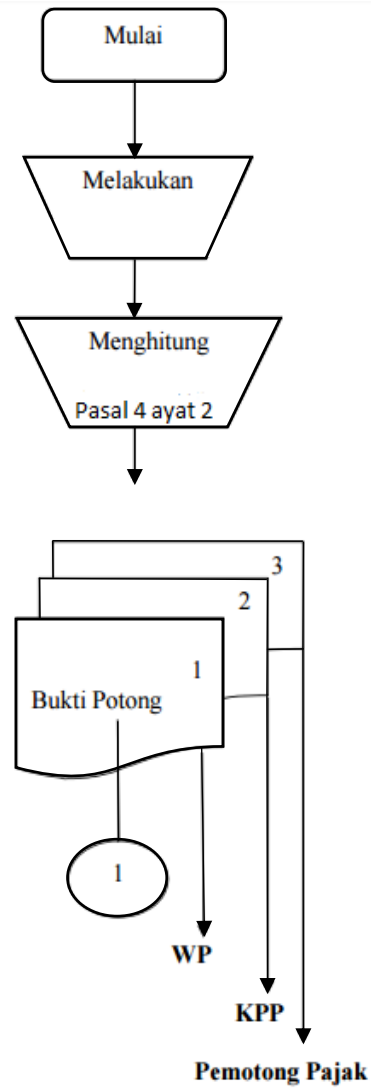 Mulai
Melakukan
Menghitung
Pasal 4 ayat 2
3
2
1
Bukti Potong
1
WP
KPP
Pemotong Pajak